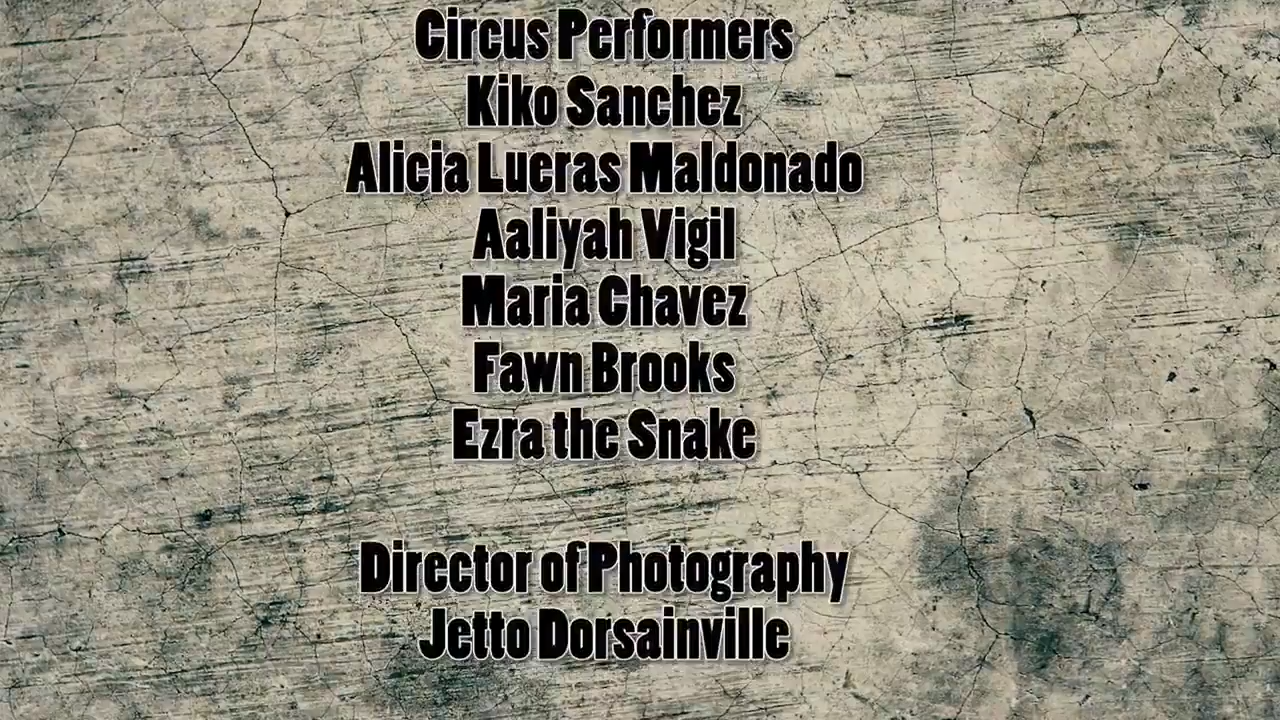 Circus Performers
Kiko Sanchez
Alicia Lueras Maldonado
Aaliyah Vigil
Maria Chavez
Fawn Brooks
Ezra the Snake
Director of Photography
Jetto Dorsainville